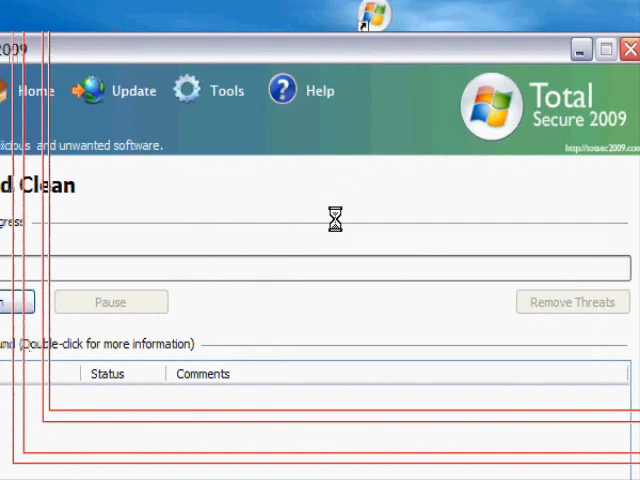 2009
Home Update Tools Help
Total
Secure 2009
and unwanted software.
http://totsec2009.com
d Clean
Pause Remove Threats
(Double-click for more information)
Status Comments